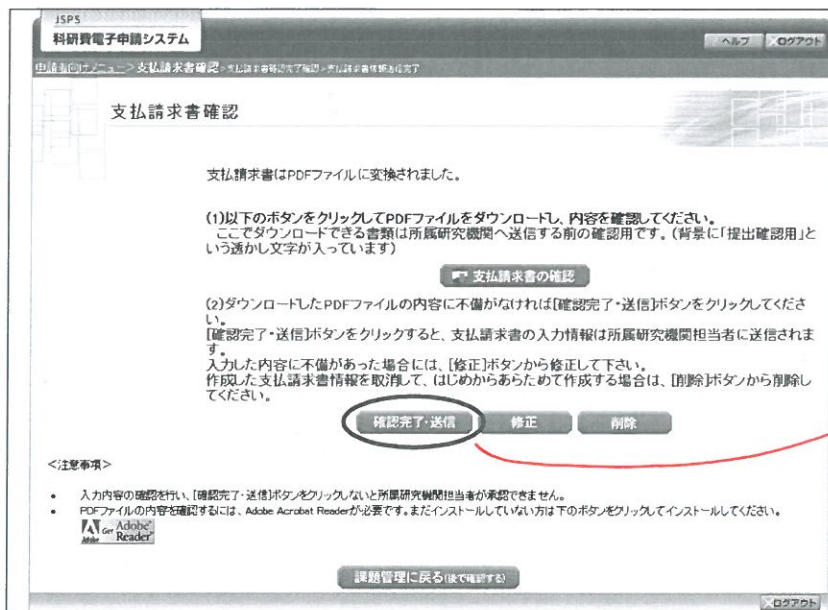 JSPS
科研費電子申請システム
ヘルプ
ログアウト
申請者向けメニュー>支払請求書確認>支払請求書確認完了確認>支払請求書情報送信完了
支払請求書確認
支払請求書はPDFファイルに変換されました。
(1)以下のボタンをクリックしてPDFファイルをダウンロードし、内容を確認してください。
ここでダウンロードできる書類は所属研究機関へ送信する前の確認用です。(背景に「提出確認用」と
いう透かし文字が入っています)
支払請求書の確認
(2)ダウンロードしたPDFファイルの内容に不備がなければ[確認完了・送信]ボタンをクリックしてくださ
い。
[確認完了・送信]ボタンをクリックすると、支払請求書の入力情報は所属研究機関担当者に送信されま
す。
入力した内容に不備があった場合には、[修正]ボタンから修正して下さい。
作成した支払請求書情報を取消して、はじめからあらためて作成する場合は、[削除]ボタンから削除し
てください。
確認完了・送信 修正 削除
<注意事項>
• 入力内容の確認を行い、[確認完了・送信]ボタンをクリックしないと所属研究機関担当者が承認できません。
• PDFファイルの内容を確認するには、Adobe Acrobat Readerが必要です。まだインストールしていない方は下のボタンをクリックしてインストールしてください。
Adobe
Get Adobe®
Reader®
課題管理に戻る(後で確認する)
ログアウト